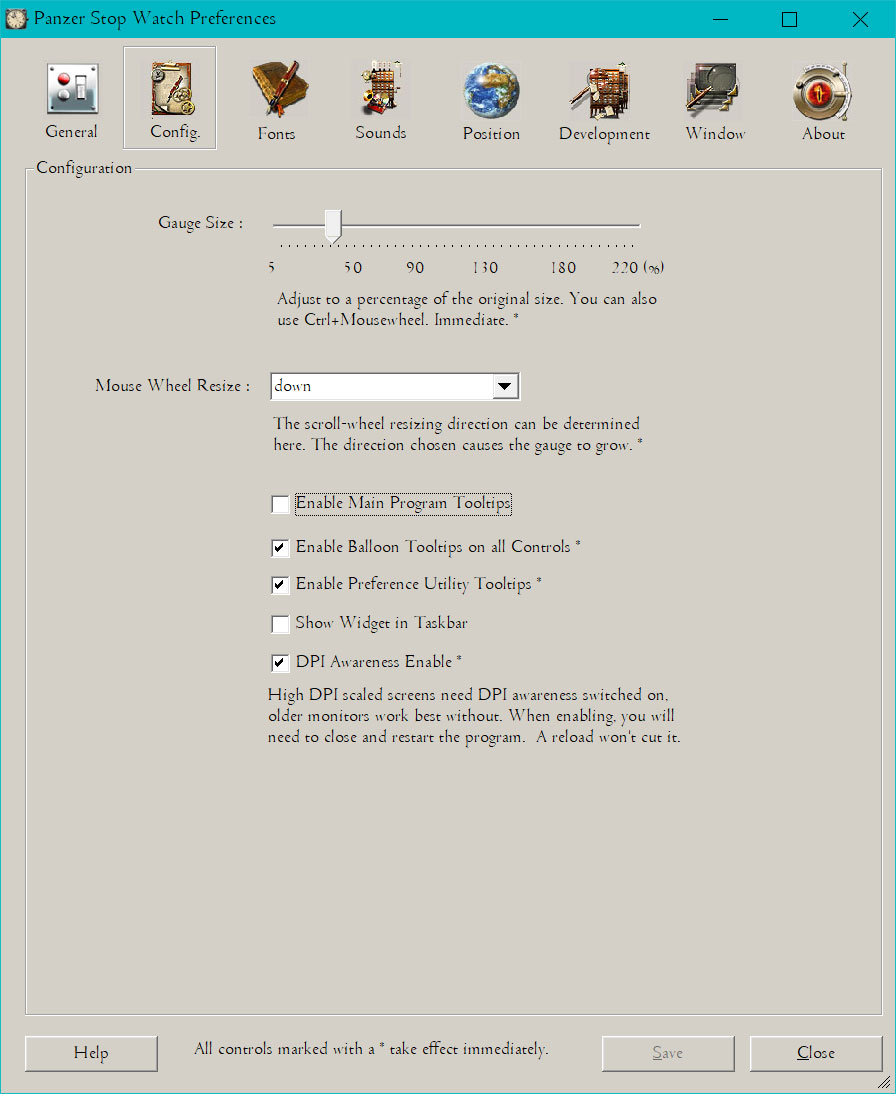 Panzer Stop Watch Preferences
General
Config.
Fonts
Sounds
Position
Development
Window
About
Configuration
Gauge Size :
5 50 90 130 180 220 (%)
Adjust to a percentage of the original size. You can also
use Ctrl+Mousewheel. Immediate. *
Mouse Wheel Resize : down
The scroll-wheel resizing direction can be determined
here. The direction chosen causes the gauge to grow. *
Enable Main Program Tooltips
Enable Balloon Tooltips on all Controls *
Enable Preference Utility Tooltips *
Show Widget in Taskbar
DPI Awareness Enable *
High DPI scaled screens need DPI awareness switched on,
older monitors work best without. When enabling, you will
need to close and restart the program.  A reload won't cut it.
Help
All controls marked with a * take effect immediately.
Save
Close